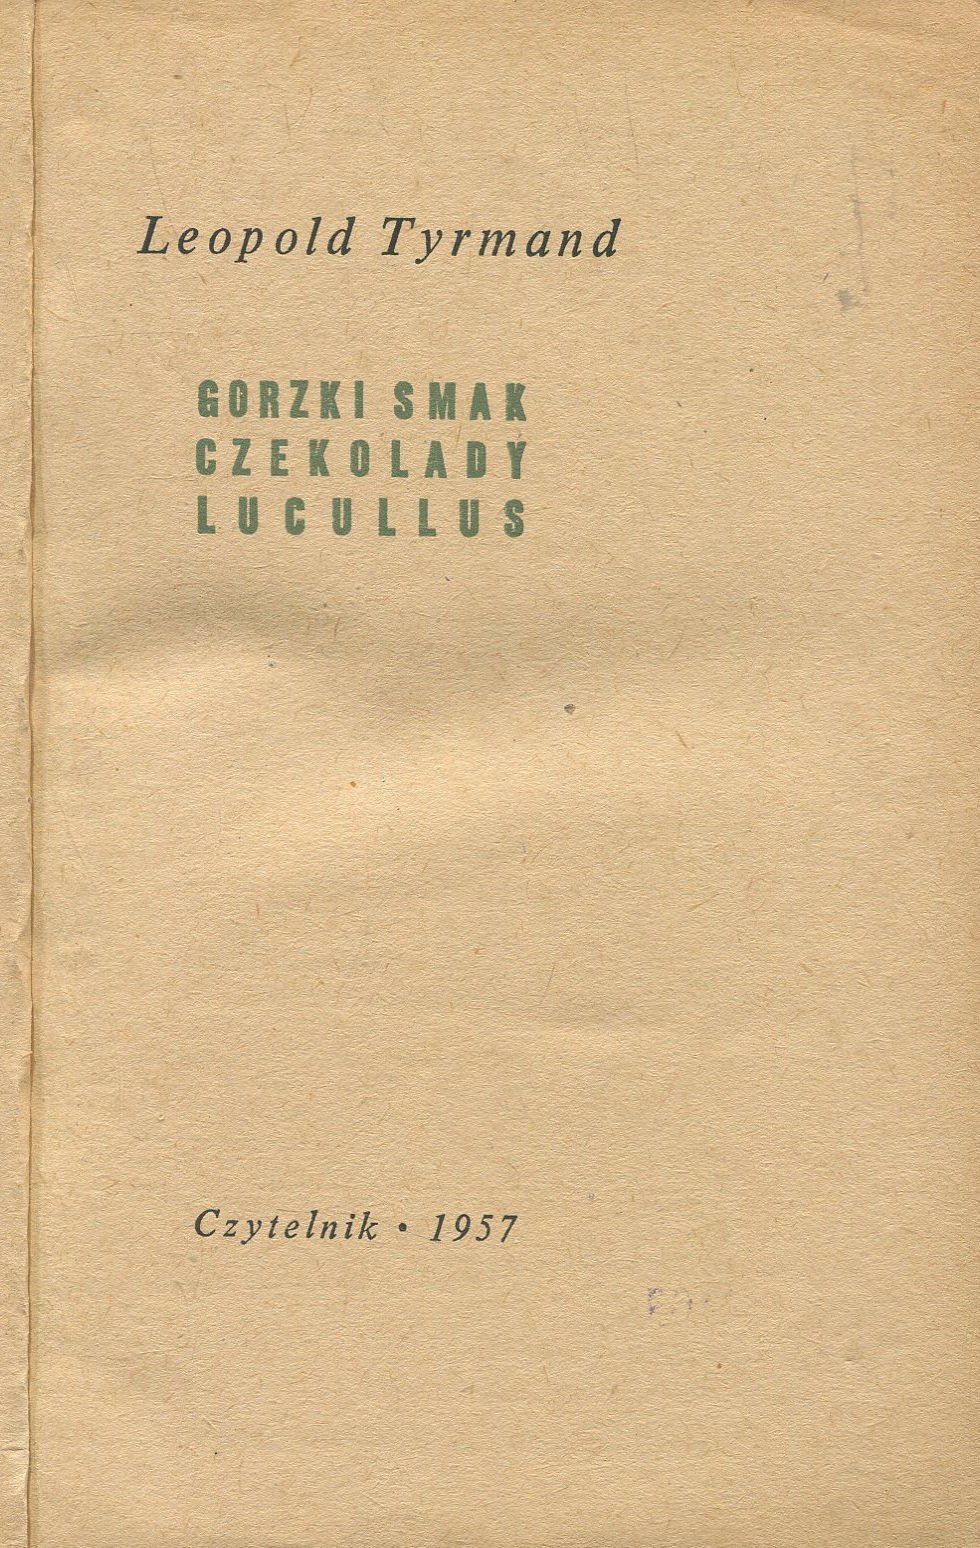 Leopold Tyrmand
GORZKI SMAK
CZEKOLADY
LUCULLUS
Czytelnik • 1957